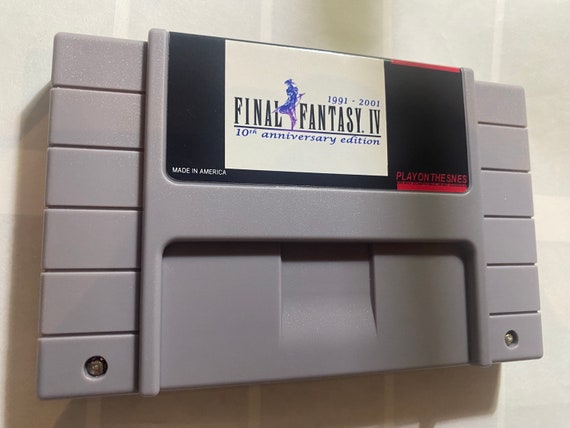 1991 - 2001
FINAL FANTASY. IV
10th anniversary edition
MADE IN AMERICA
PLAY ON THE SNES